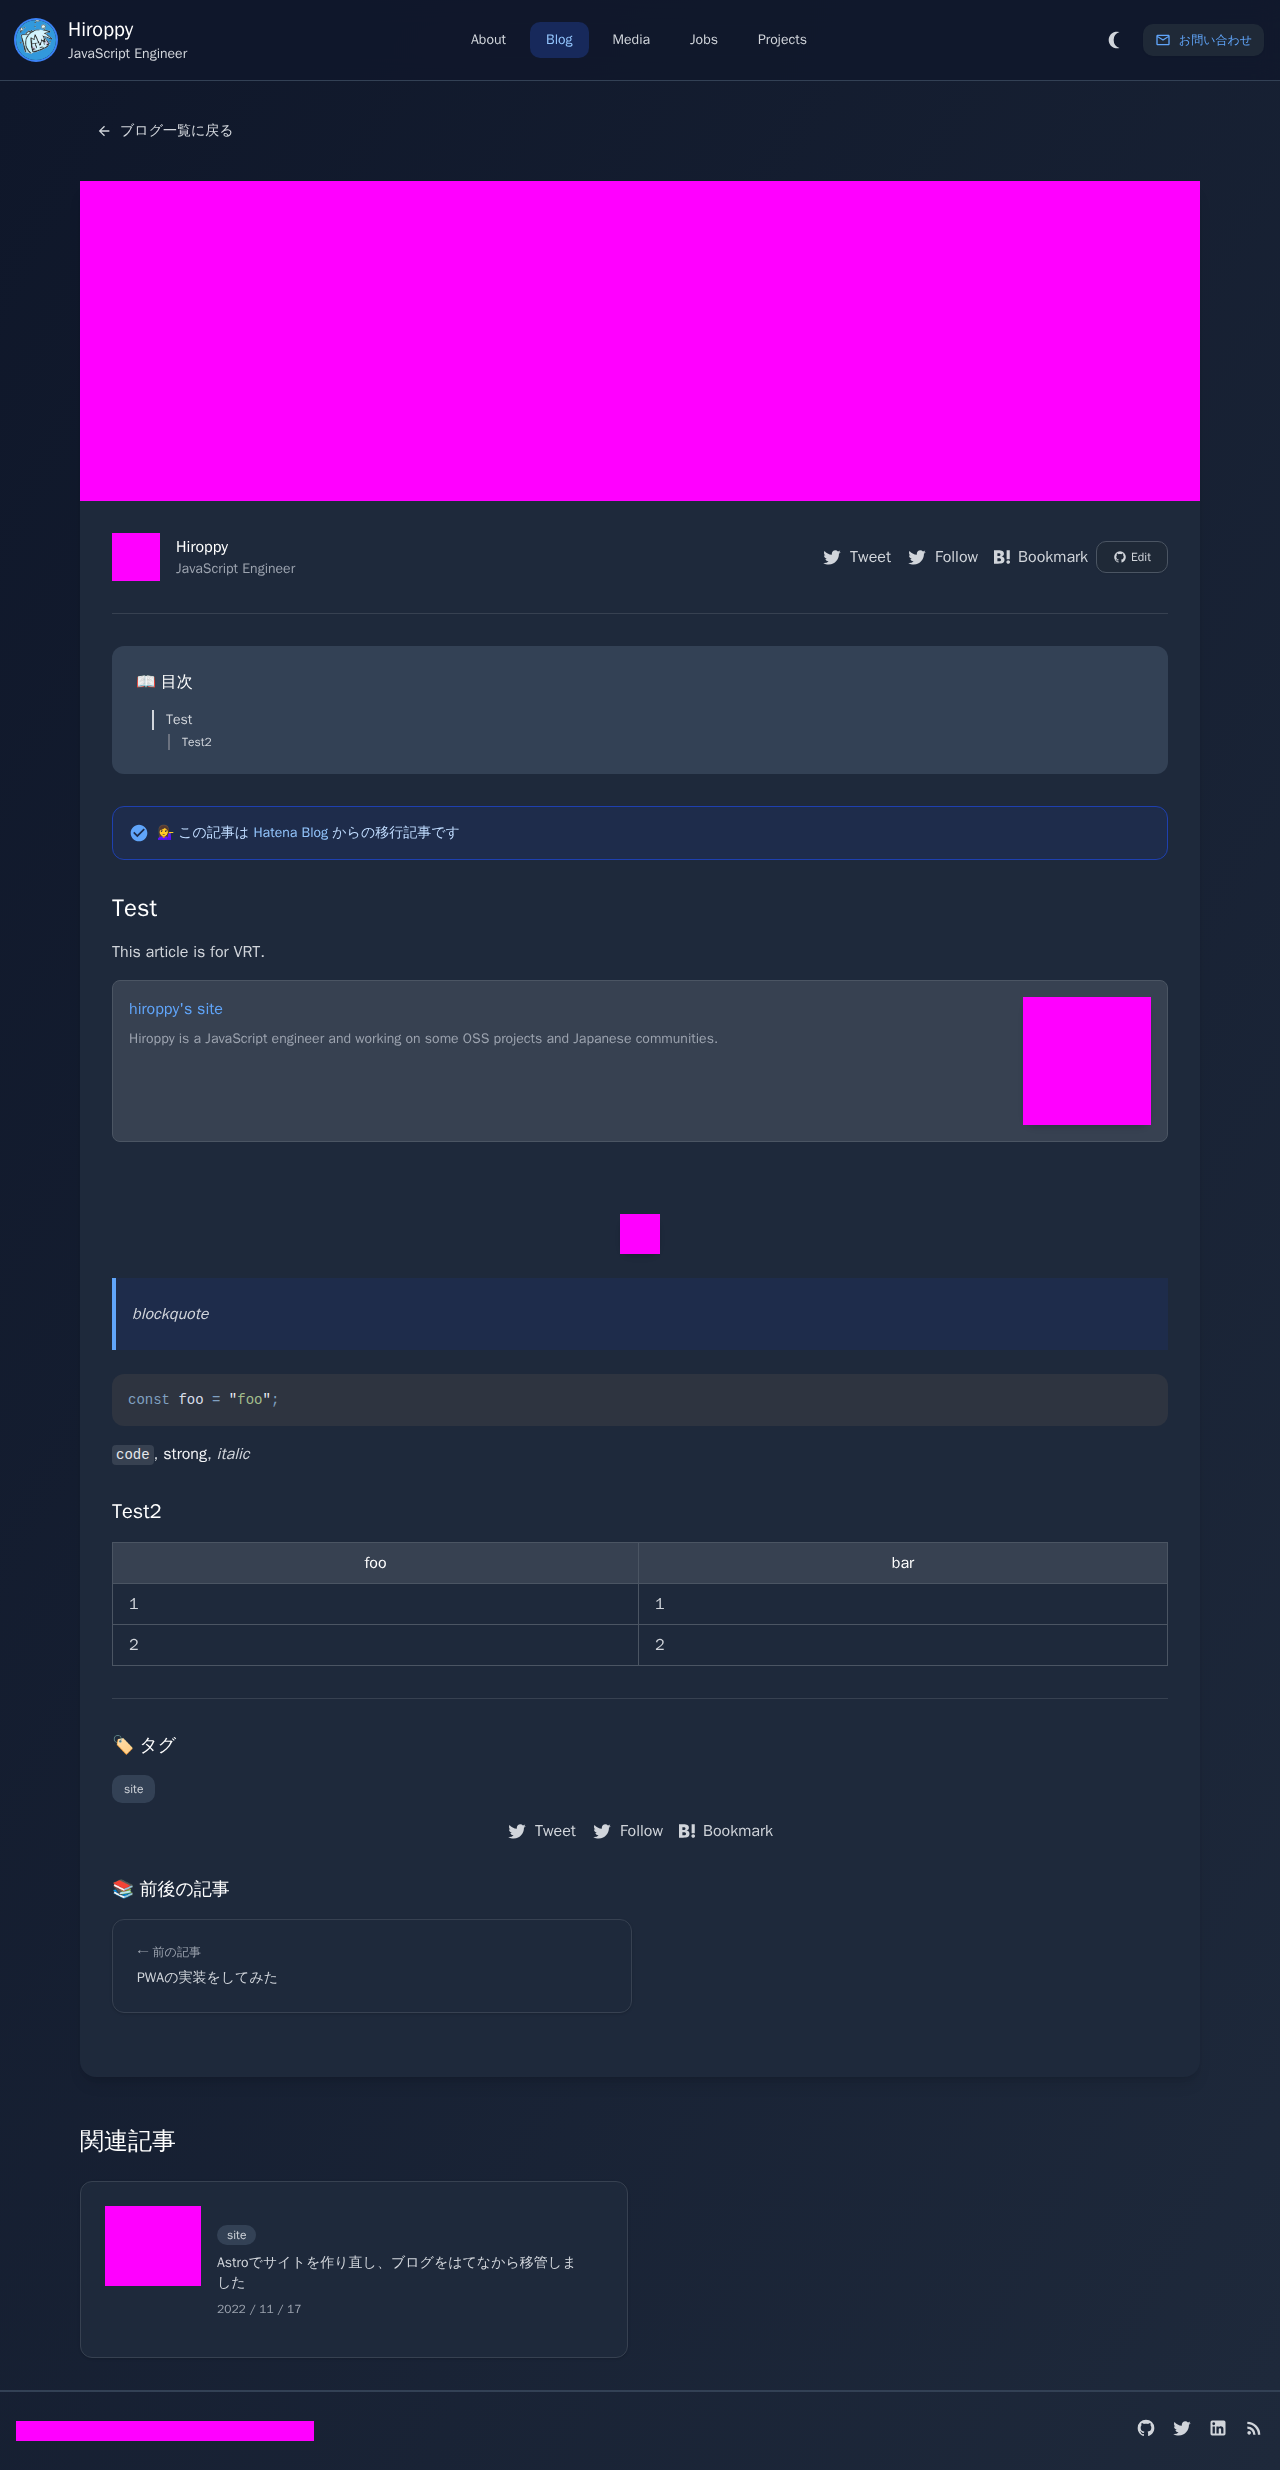 Hiroppy
JavaScript Engineer
About
Blog
Media
Jobs
Projects
お問い合わせ
ブログ一覧に戻る
Hiroppy
JavaScript Engineer
Tweet
Follow
B! Bookmark
Edit
📖 目次
Test
Test2
💁‍♀️ この記事は Hatena Blog からの移行記事です
Test
This article is for VRT.
hiroppy's site
Hiroppy is a JavaScript engineer and working on some OSS projects and Japanese communities.
blockquote
const foo = "foo";
code, strong, italic
Test2
foo bar
1 1
2 2
🏷️ タグ
site
Tweet
Follow
B! Bookmark
📚 前後の記事
← 前の記事
PWAの実装をしてみた
関連記事
site
Astroでサイトを作り直し、ブログをはてなから移管しま
した
2022 / 11 / 17